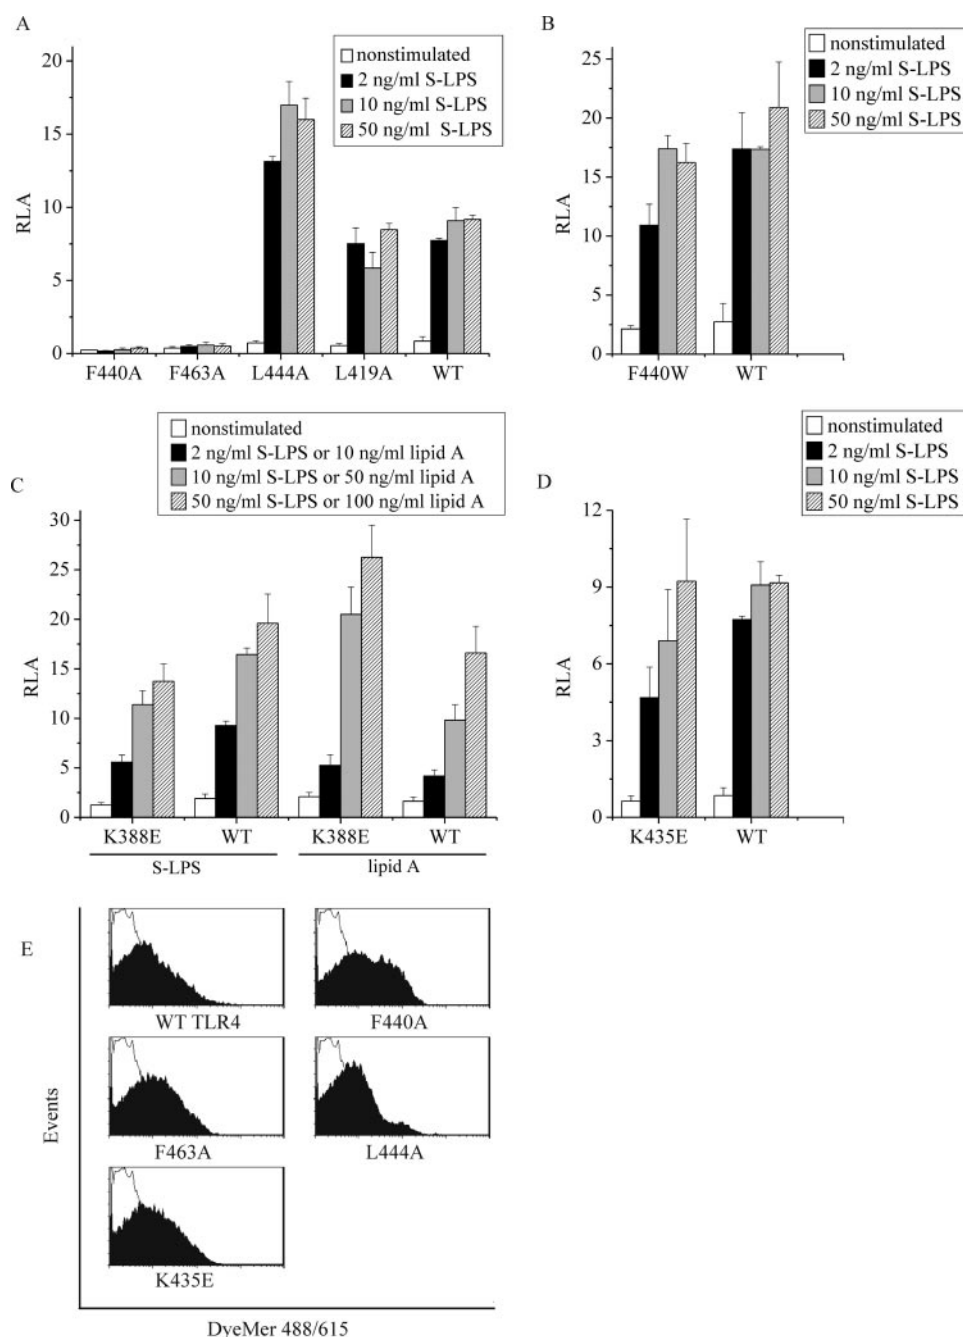 A
nonstimulated
2 ng/ml S-LPS
10 ng/ml S-LPS
50 ng/ml S-LPS
20
15
10
5
0
RLA
F440A F463A L444A L419A WT
B
nonstimulated
2 ng/ml S-LPS
10 ng/ml S-LPS
50 ng/ml S-LPS
25
20
15
10
5
0
RLA
F440W WT
C
nonstimulated
2 ng/ml S-LPS or 10 ng/ml lipid A
10 ng/ml S-LPS or 50 ng/ml lipid A
50 ng/ml S-LPS or 100 ng/ml lipid A
30
25
20
15
10
5
0
RLA
K388E WT K388E WT
S-LPS lipid A
D
nonstimulated
2 ng/ml S-LPS
10 ng/ml S-LPS
50 ng/ml S-LPS
12
9
6
3
0
RLA
K435E WT
E
Events
WT TLR4 F440A
F463A L444A
K435E
DyeMer 488/615